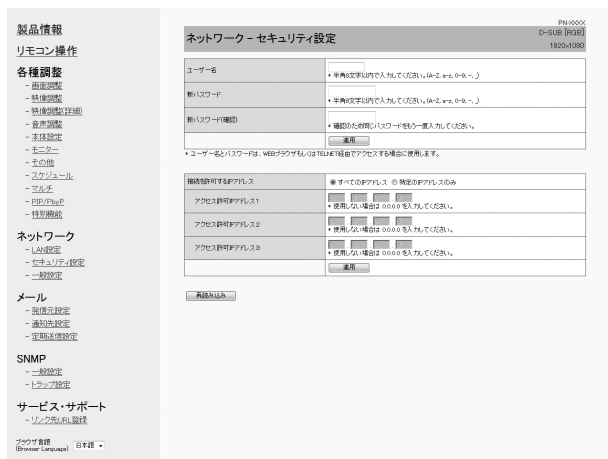 製品情報
リモコン操作
各種調整
- 画面調整
- 映像調整
- 映像調整(詳細)
- 音声調整
- 本体設定
- モニター
- その他
- スケジュール
- マルチ
- PIP/PbyP
- 特別機能
ネットワーク
- LAN設定
- セキュリティ設定
- 一般設定
メール
- 発信元設定
- 通知先設定
- 定期送信設定
SNMP
- 一般設定
- トラップ設定
サービス・サポート
- リンク先URL登録
ブラウザ言語
(Browser Language) 日本語
PN-XXXX
ネットワーク - セキュリティ設定
D-SUB [RGB]
1920x1080
ユーザー名
* 半角8文字以内で入力してください。(A-Z, a-z, 0-9, -, _)
新パスワード
* 半角8文字以内で入力してください。(A-Z, a-z, 0-9, -, _)
新パスワード(確認)
* 確認のため同じパスワードをもう一度入力してください。
適用
* ユーザー名とパスワードは、WEBブラウザもしくはTELNET経由でアクセスする場合に使用します。
接続を許可するIPアドレス
すべてのIPアドレス 特定のIPアドレスのみ
アクセス許可IPアドレス1
* 使用しない場合は 0.0.0.0 を入力してください。
アクセス許可IPアドレス2
* 使用しない場合は 0.0.0.0 を入力してください。
アクセス許可IPアドレス3
* 使用しない場合は 0.0.0.0 を入力してください。
適用
再読み込み